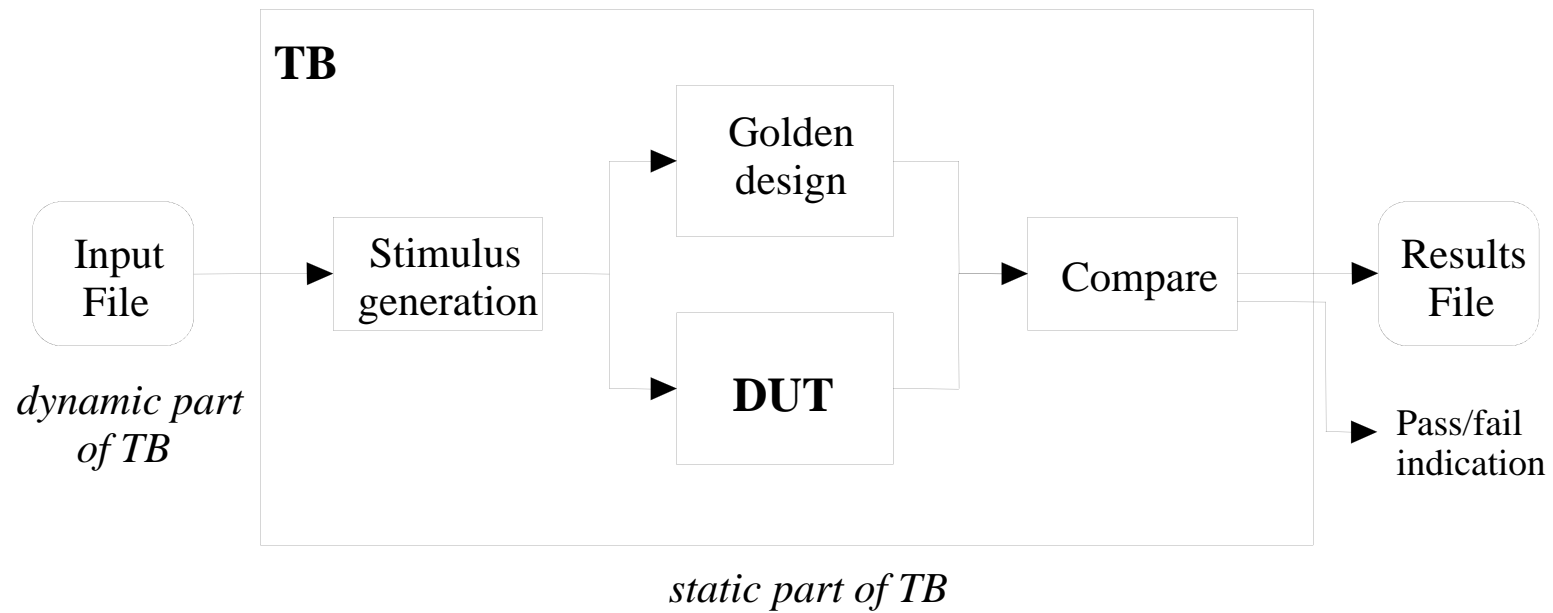 TB
Input
File
dynamic part
of TB
Stimulus
generation
Golden
design
DUT
Compare
Results
File
Pass/fail
indication
static part of TB